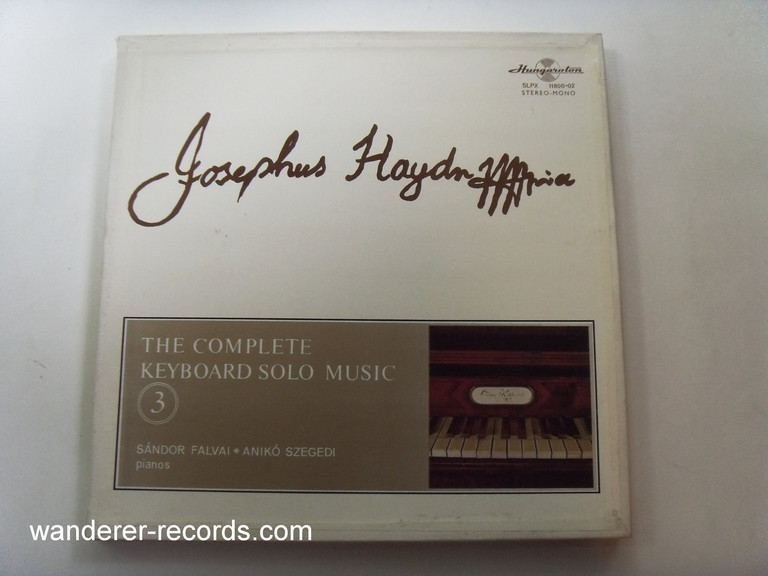 Hungaroton
SLPX 11800-02
STEREO-MONO
Josephus Haydn
THE COMPLETE
KEYBOARD SOLO MUSIC
3
SÁNDOR FALVAI • ANIKÓ SZEGEDI
pianos
wanderer-records.com